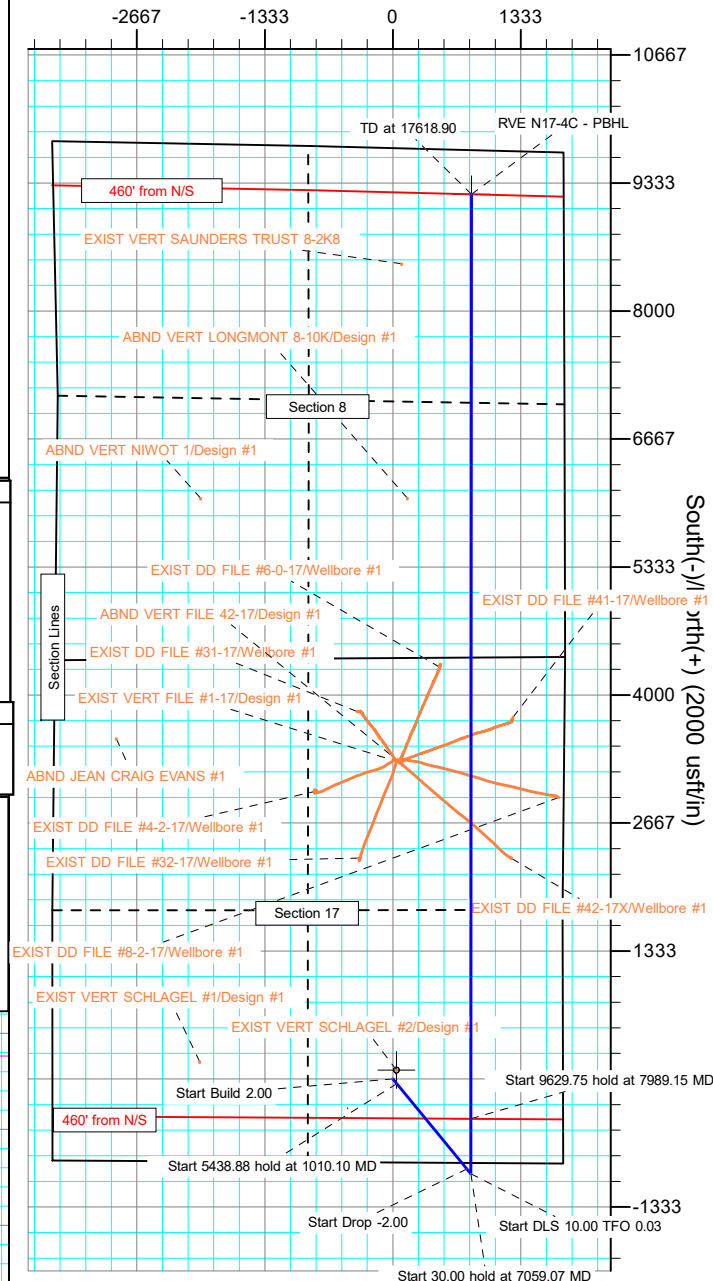 -2667 -1333 0 1333
10667
TD at 17618.90
RVE N17-4C - PBHL
9333
460' from N/S
EXIST VERT SAUNDERS TRUST 8-2K8
8000
ABND VERT LONGMONT 8-10K/Design #1
Section 8
6667
ABND VERT NIWOT 1/Design #1
South(-)/ orth(+) (2000 usft/in)
5333
EXIST DD FILE #6-0-17/Wellbore #1
EXIST DD FILE #41-17/Wellbore #1
ABND VERT FILE 42-17/Design #1
Section Lines
EXIST DD FILE #31-17/Wellbore #1
EXIST VERT FILE #1-17/Design #1
4000
ABND JEAN CRAIG EVANS #1
2667
EXIST DD FILE #4-2-17/Wellbore #1
EXIST DD FILE #32-17/Wellbore #1
EXIST DD FILE #42-17X/Wellbore #1
Section 17
EXIST DD FILE #8-2-17/Wellbore #1
1333
EXIST VERT SCHLAGEL #1/Design #1
EXIST VERT SCHLAGEL #2/Design #1
Start Build 2.00
Start 9629.75 hold at 7989.15 MD
460' from N/S
Start 5438.88 hold at 1010.10 MD
-1333
Start Drop -2.00
Start DLS 10.00 TFO 0.03
Start 30.00 hold at 7059.07 MD